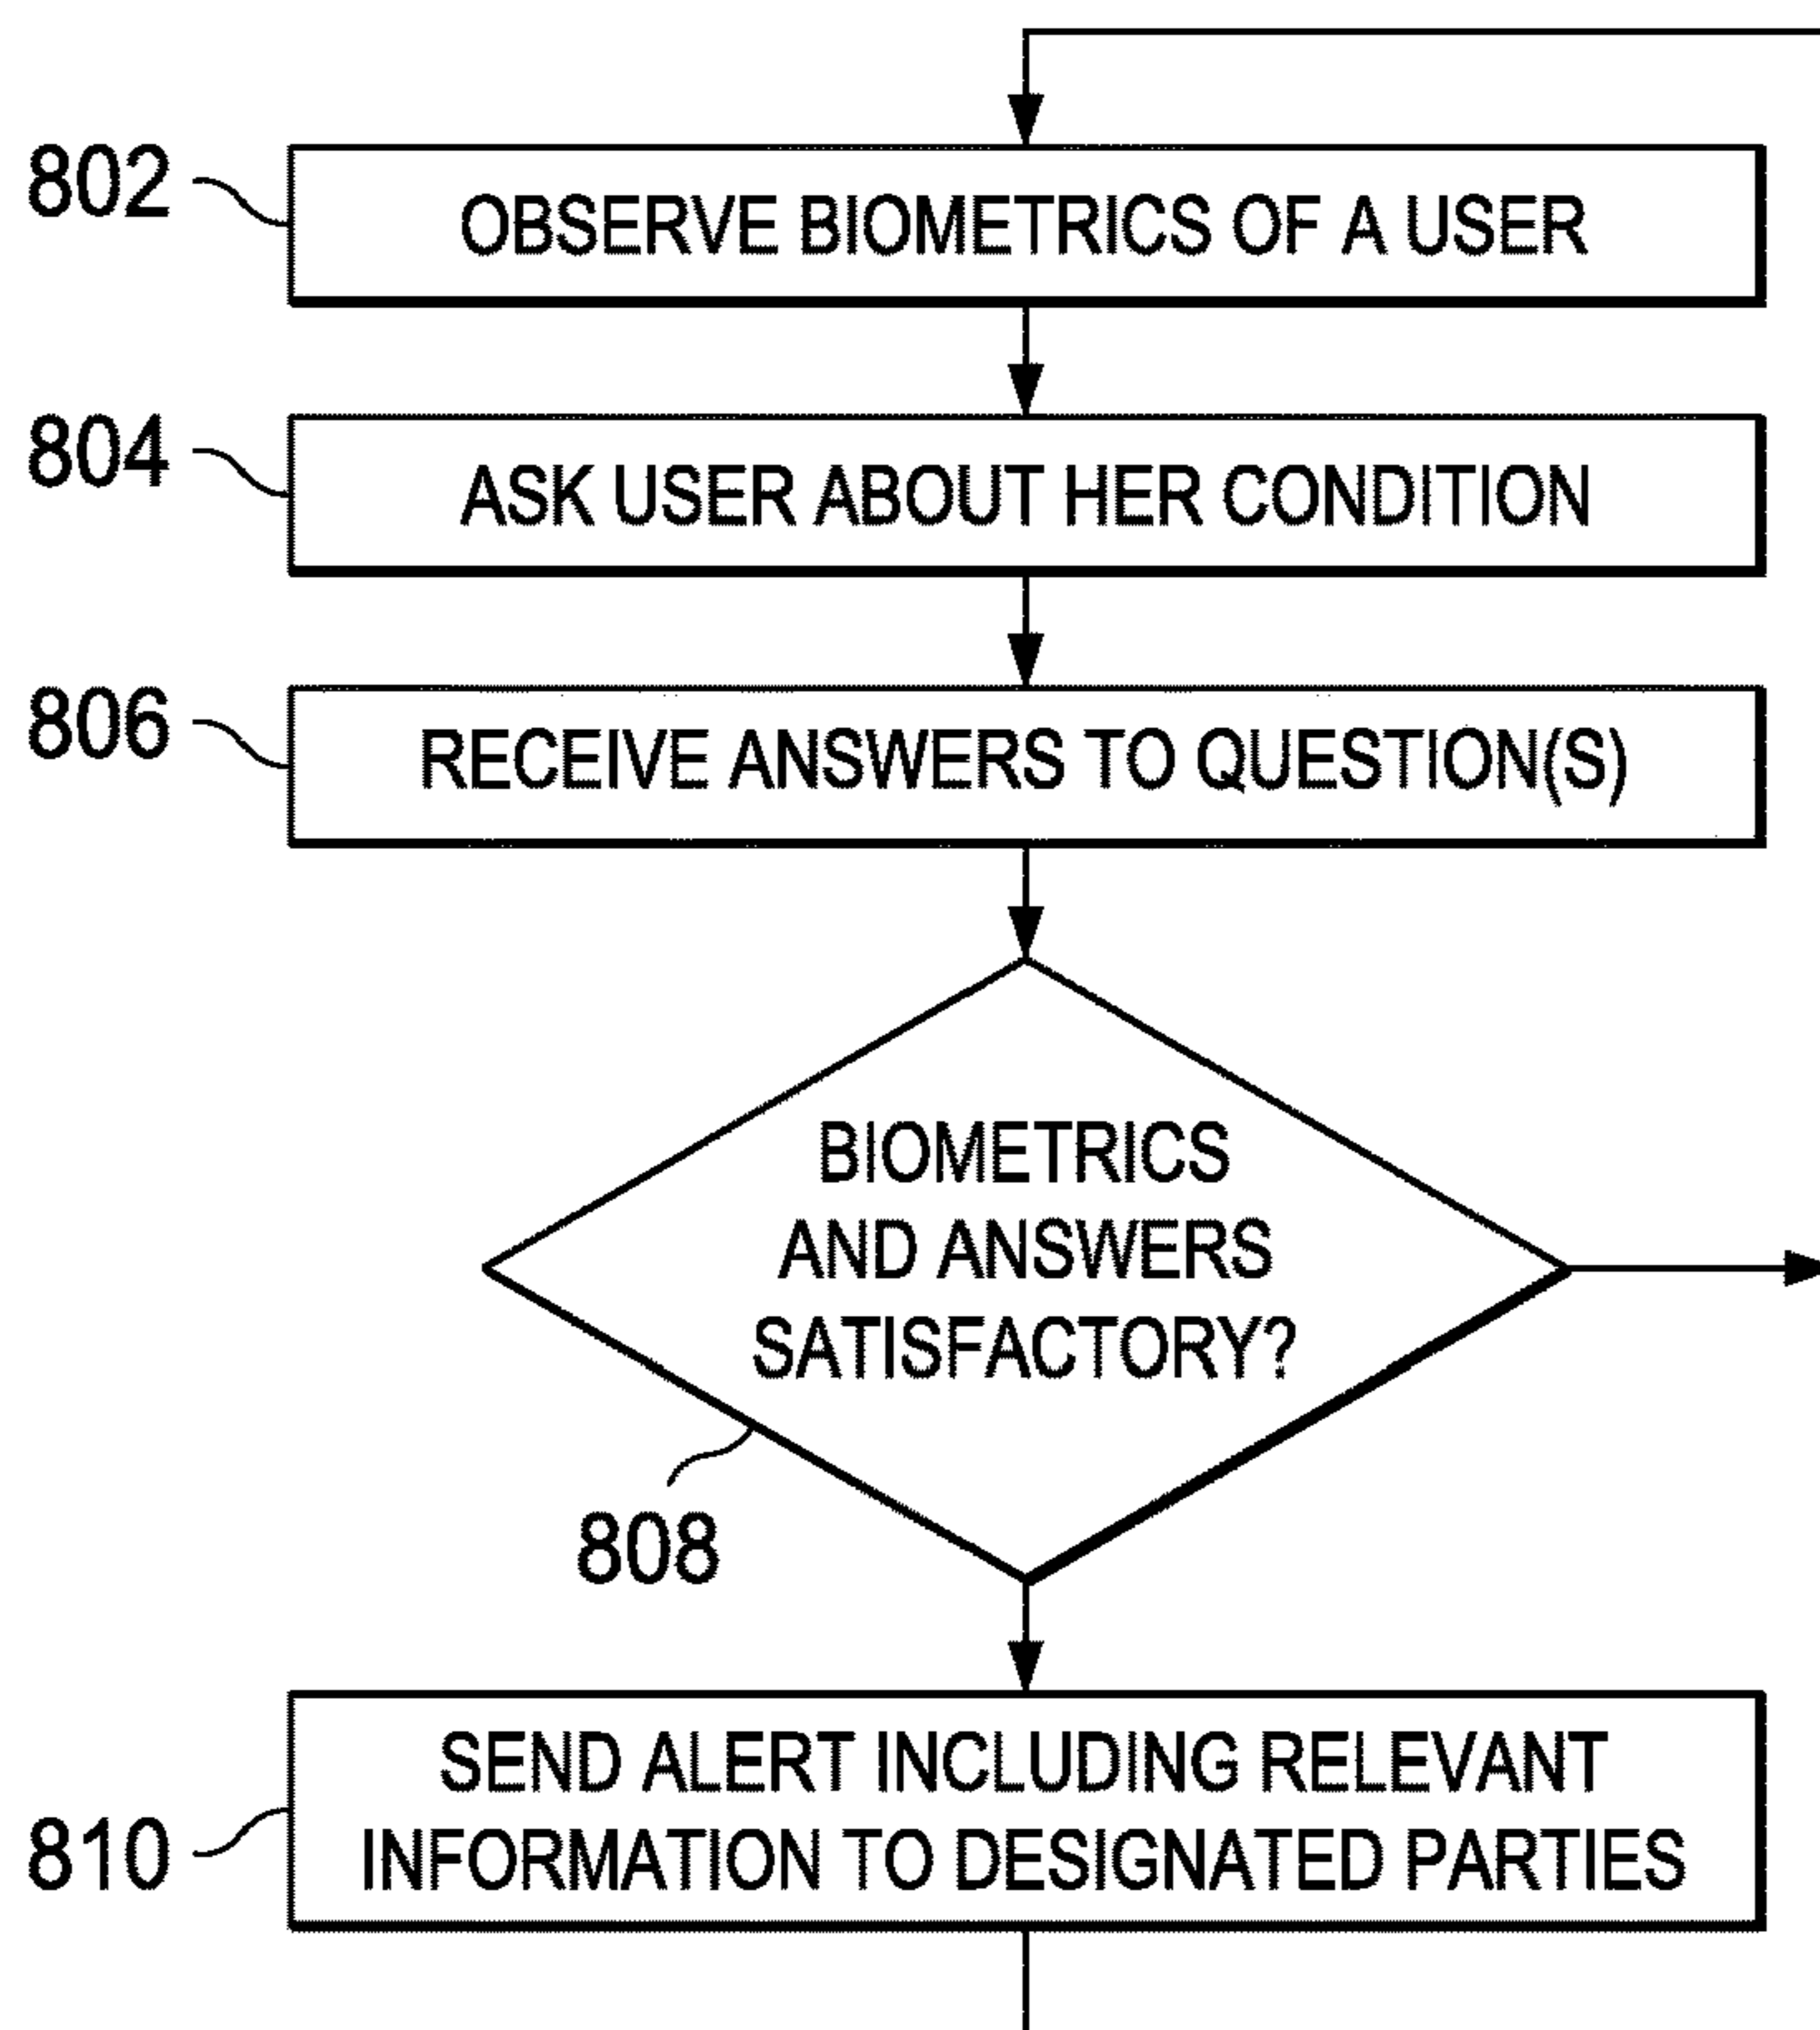 802
OBSERVE BIOMETRICS OF A USER
804
ASK USER ABOUT HER CONDITION
806
RECEIVE ANSWERS TO QUESTION(S)
BIOMETRICS
AND ANSWERS
SATISFACTORY?
808
SEND ALERT INCLUDING RELEVANT
INFORMATION TO DESIGNATED PARTIES
810